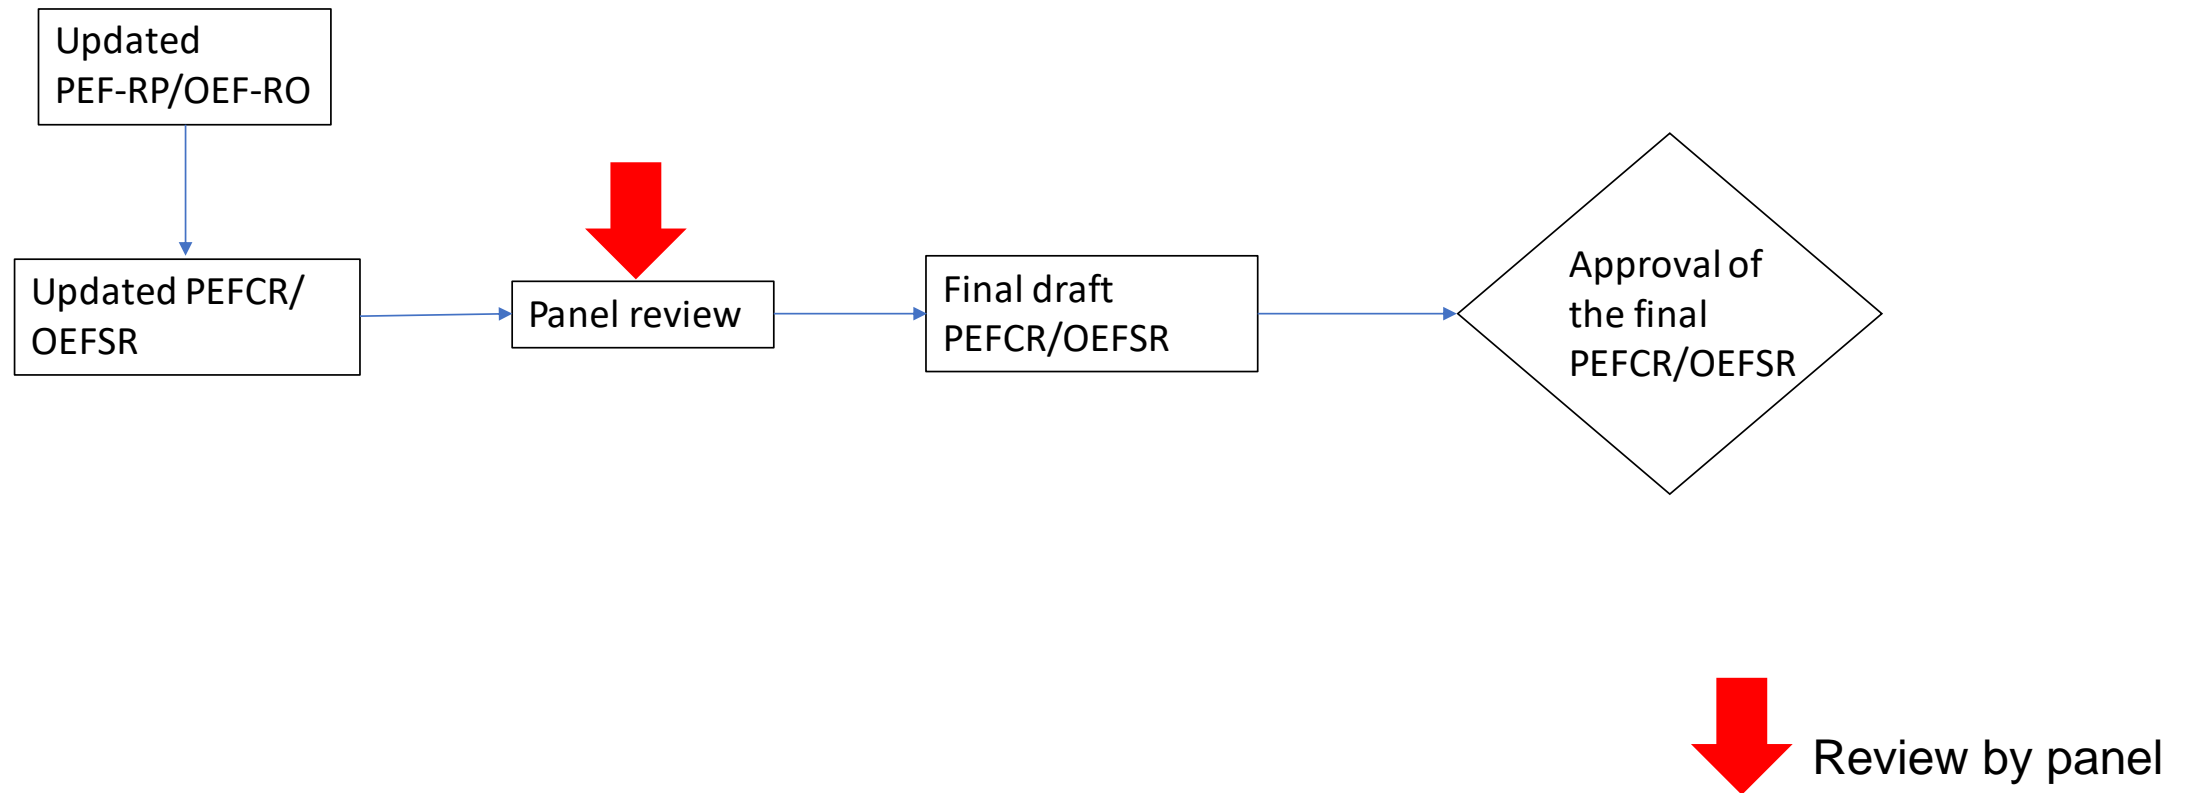 Updated
PEF-RP/OEF-RO
Updated PEFCR/
OEFSR
Panel review
Final draft
PEFCR/OEFSR
Approval of
the final
PEFCR/OEFSR
Review by panel